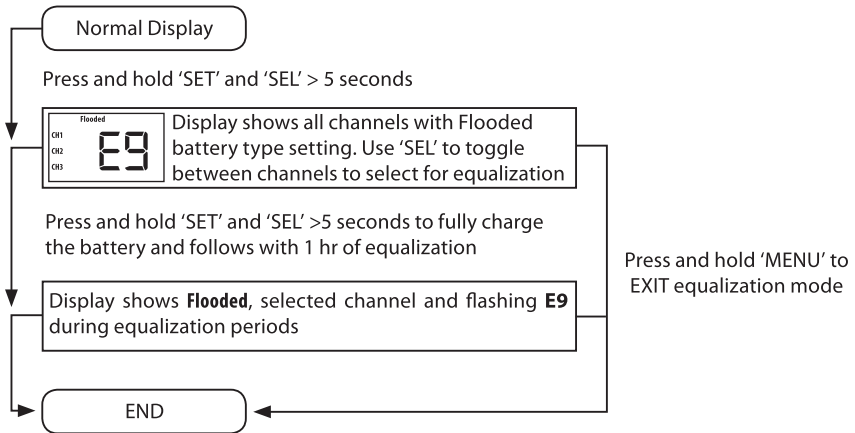 Normal Display
Press and hold ‘SET’ and ‘SEL’ > 5 seconds
Flooded
CH1
CH2
CH3
E9
Display shows all channels with Flooded
battery type setting. Use ‘SEL’ to toggle
between channels to select for equalization
Press and hold ‘SET’ and ‘SEL’ >5 seconds to fully charge
the battery and follows with 1 hr of equalization
Press and hold ‘MENU’ to
EXIT equalization mode
Display shows Flooded, selected channel and flashing E9
during equalization periods
END